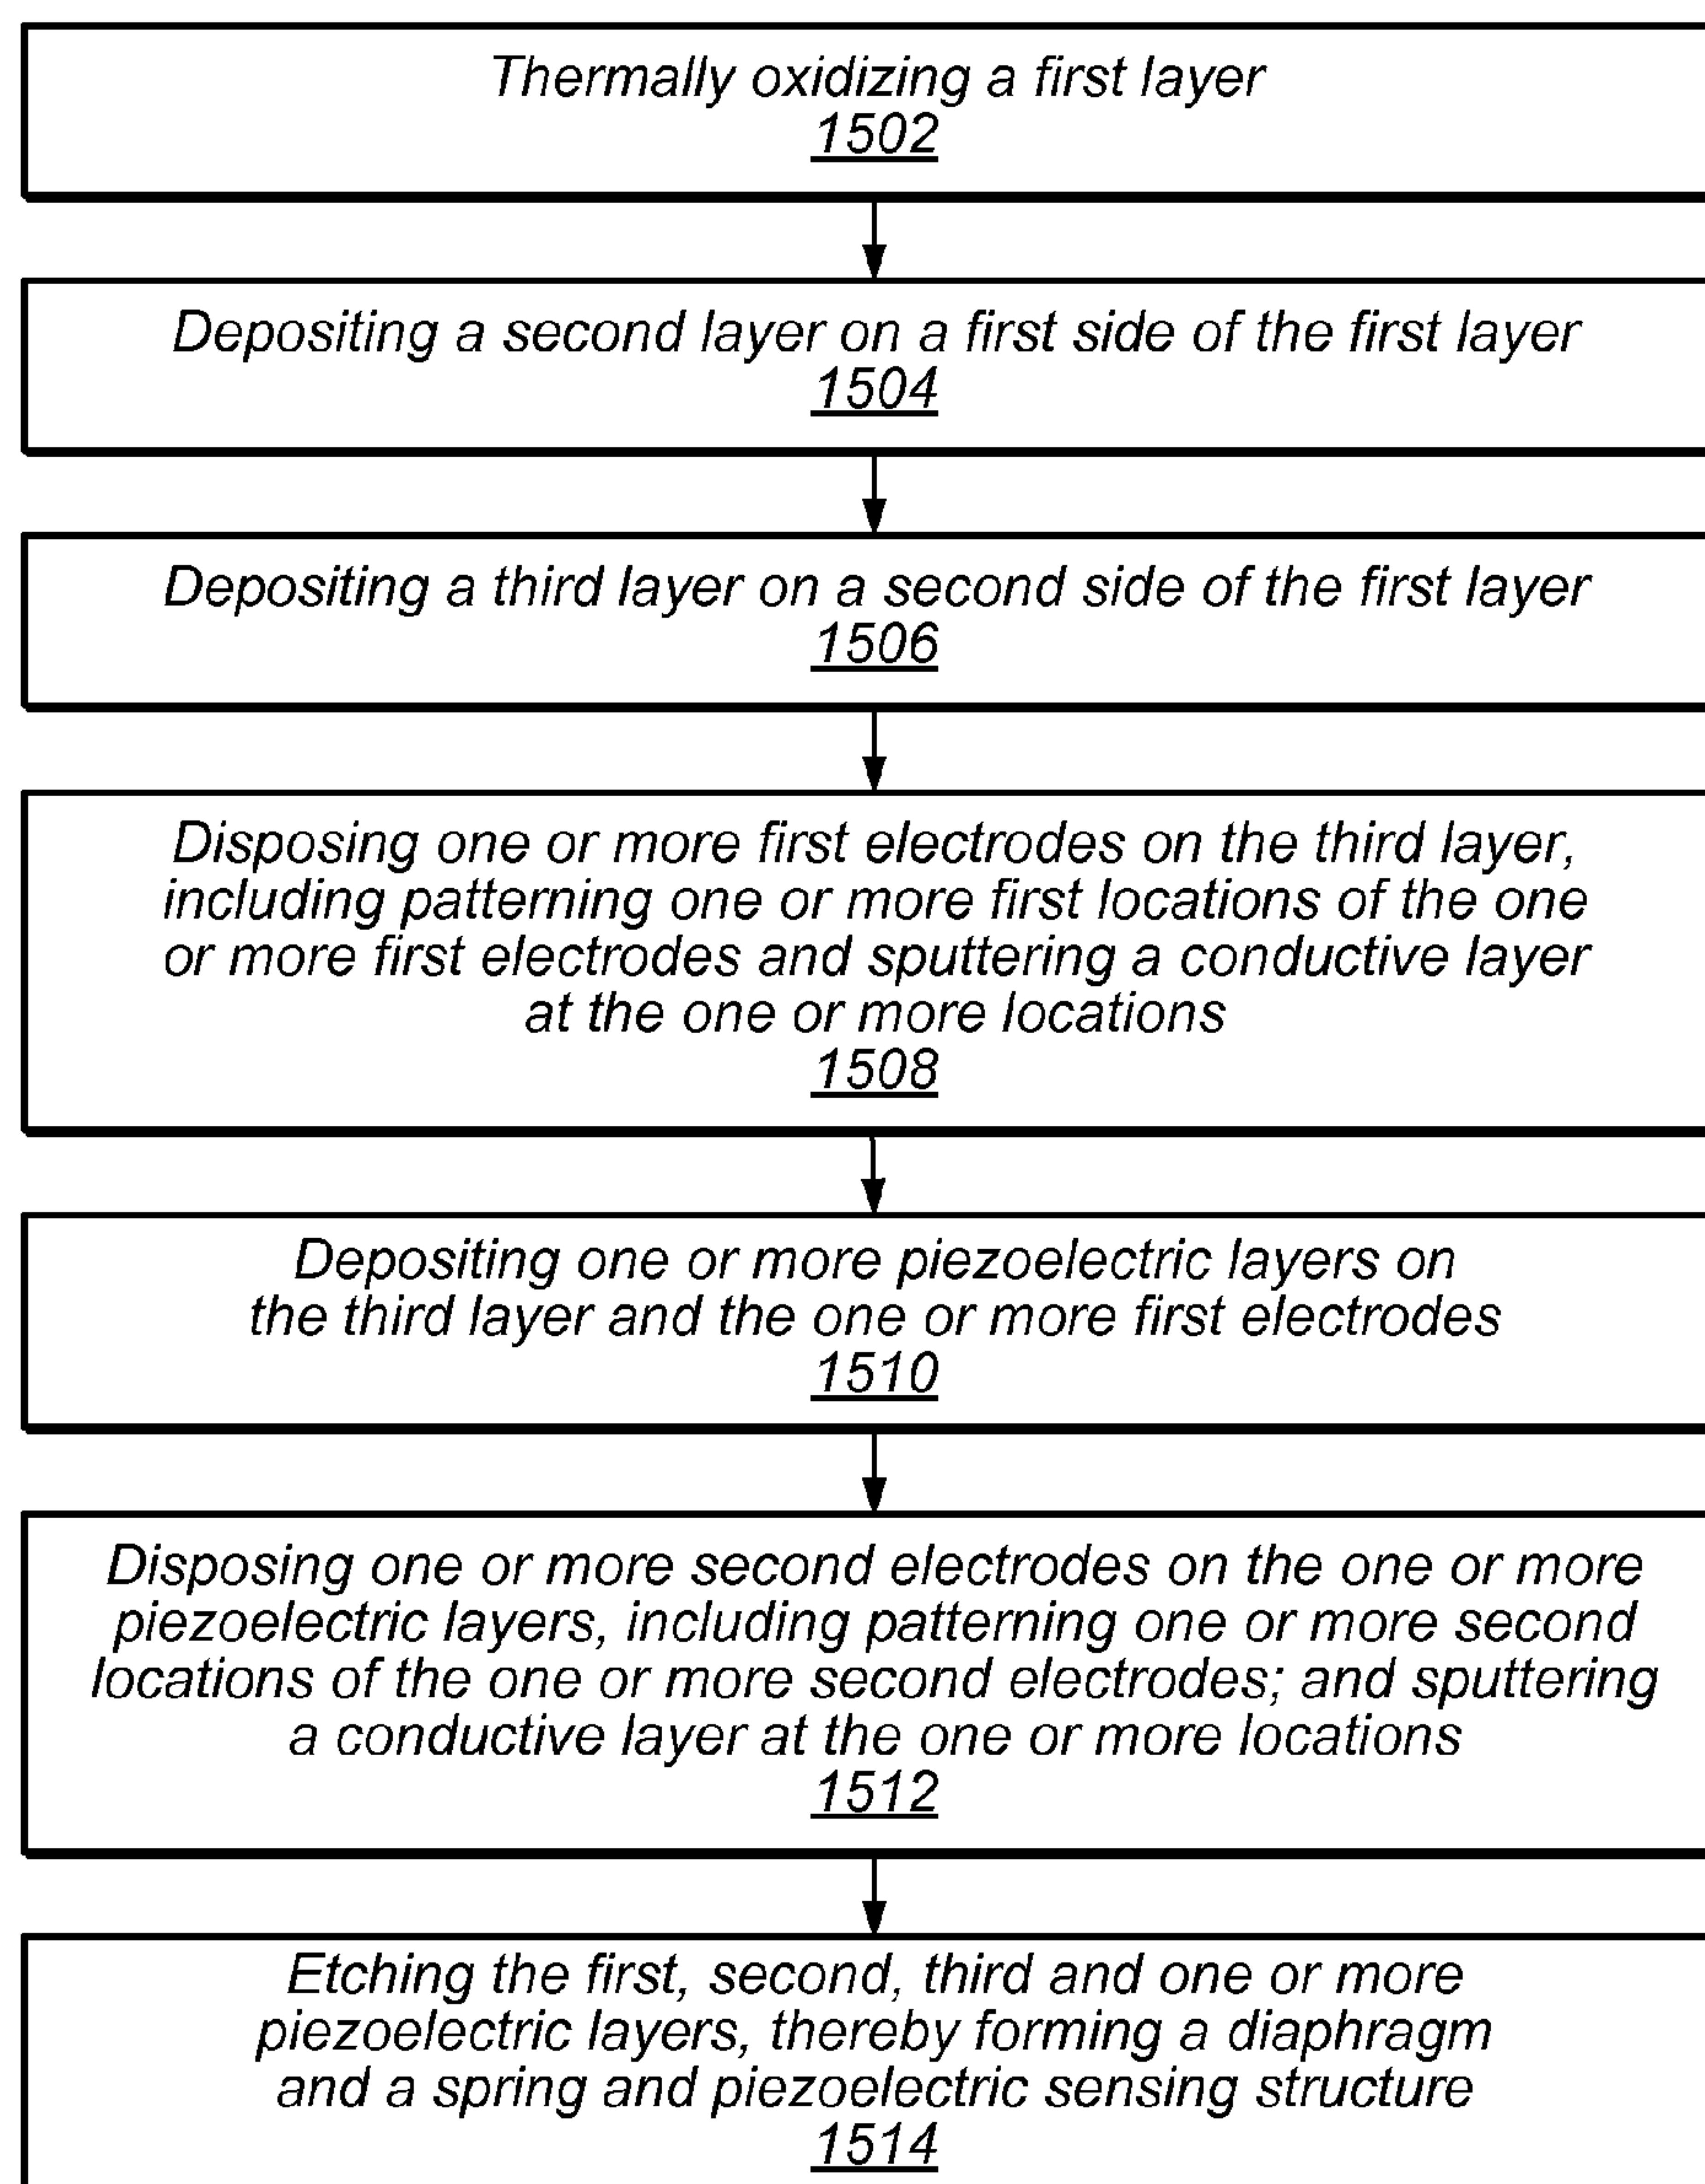 Thermally oxidizing a first layer
1502
Depositing a second layer on a first side of the first layer
1504
Depositing a third layer on a second side of the first layer
1506
Disposing one or more first electrodes on the third layer,
including patterning one or more first locations of the one
or more first electrodes and sputtering a conductive layer
at the one or more locations
1508
Depositing one or more piezoelectric layers on
the third layer and the one or more first electrodes
1510
Disposing one or more second electrodes on the one or more
piezoelectric layers, including patterning one or more second
locations of the one or more second electrodes; and sputtering
a conductive layer at the one or more locations
1512
Etching the first, second, third and one or more
piezoelectric layers, thereby forming a diaphragm
and a spring and piezoelectric sensing structure
1514